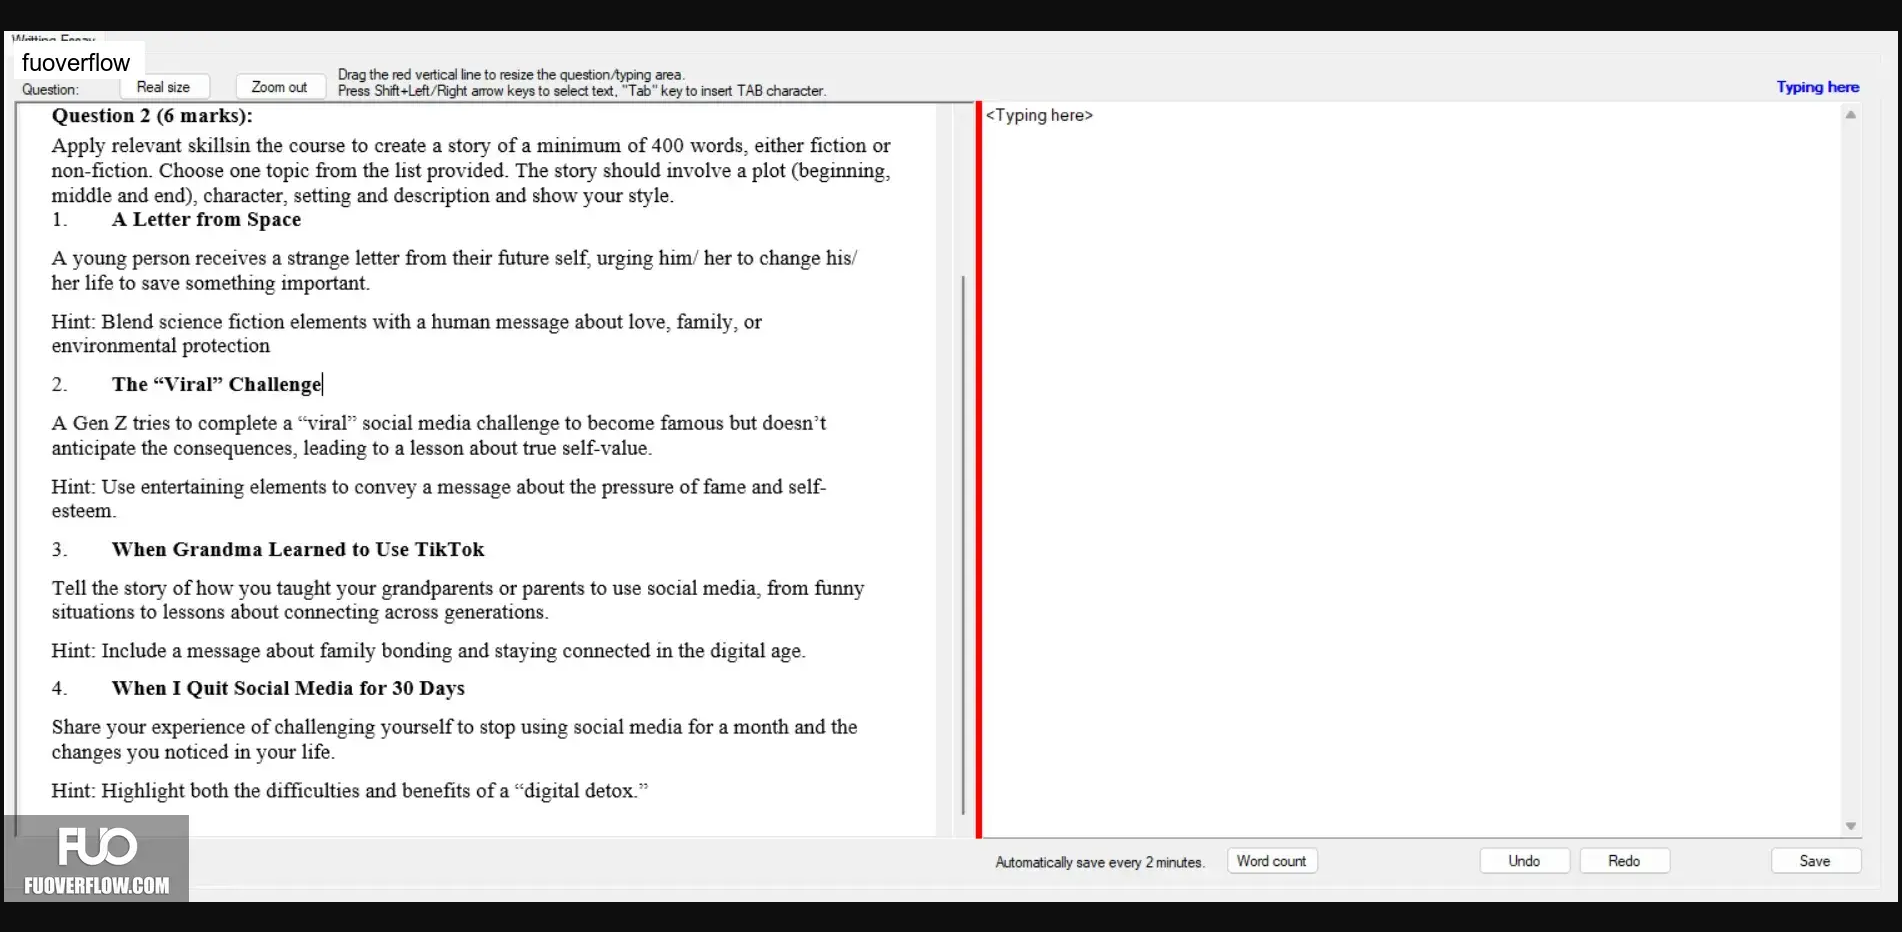 Writting Essay
fuoverflow
Question:
Real size
Zoom out
Drag the red vertical line to resize the question/typing area.
Press Shift+Left/Right arrow keys to select text, "Tab" key to insert TAB character.
Typing here
Question 2 (6 marks):
Apply relevant skillsin the course to create a story of a minimum of 400 words, either fiction or
non-fiction. Choose one topic from the list provided. The story should involve a plot (beginning,
middle and end), character, setting and description and show your style.
1. A Letter from Space
A young person receives a strange letter from their future self, urging him/ her to change his/
her life to save something important.
Hint: Blend science fiction elements with a human message about love, family, or
environmental protection
2. The “Viral” Challenge
A Gen Z tries to complete a “viral” social media challenge to become famous but doesn’t
anticipate the consequences, leading to a lesson about true self-value.
Hint: Use entertaining elements to convey a message about the pressure of fame and self-
esteem.
3. When Grandma Learned to Use TikTok
Tell the story of how you taught your grandparents or parents to use social media, from funny
situations to lessons about connecting across generations.
Hint: Include a message about family bonding and staying connected in the digital age.
4. When I Quit Social Media for 30 Days
Share your experience of challenging yourself to stop using social media for a month and the
changes you noticed in your life.
Hint: Highlight both the difficulties and benefits of a “digital detox.”
<Typing here>
FUO
FUOVERFLOW.COM
Automatically save every 2 minutes.
Word count
Undo
Redo
Save